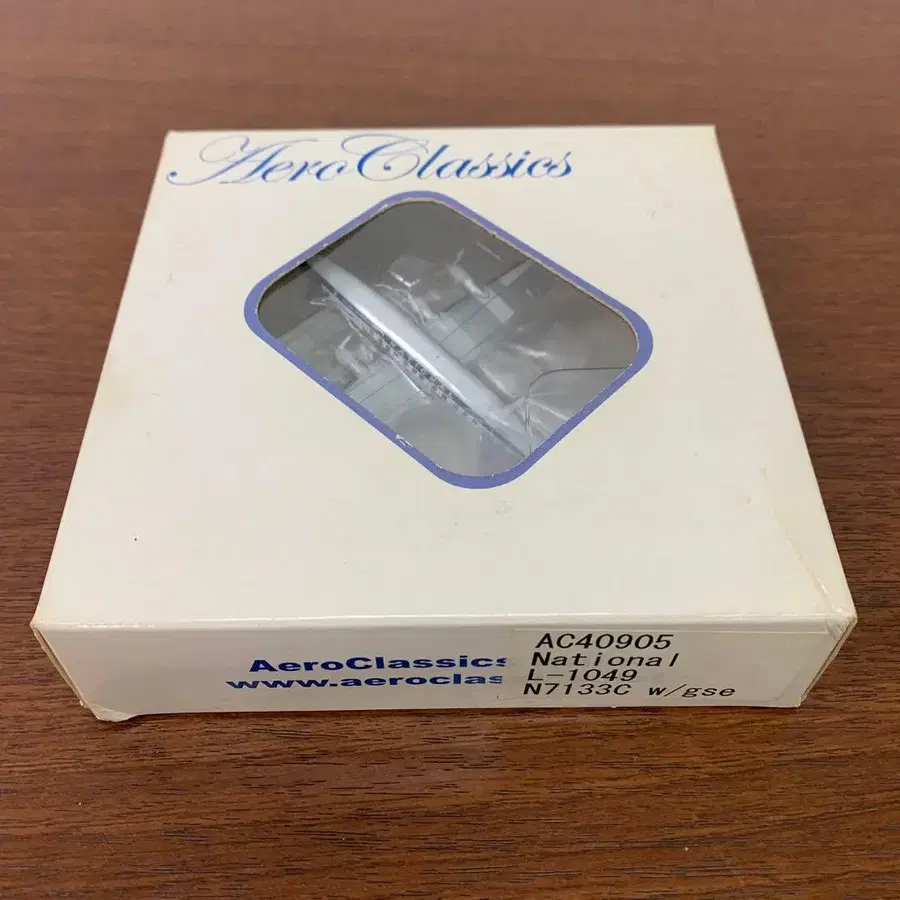 AeroClassics
AeroClassics
www.aeroclas
AC40905
National
L-1049
N7133C w/gse